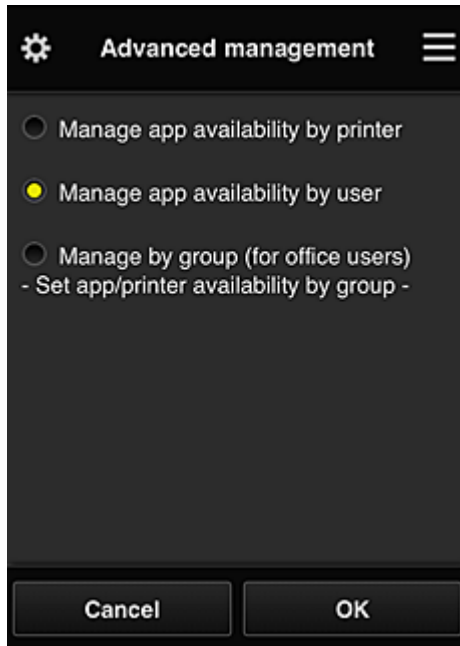 Advanced management
Manage app availability by printer
Manage app availability by user
Manage by group (for office users)
- Set app/printer availability by group -
Cancel
OK